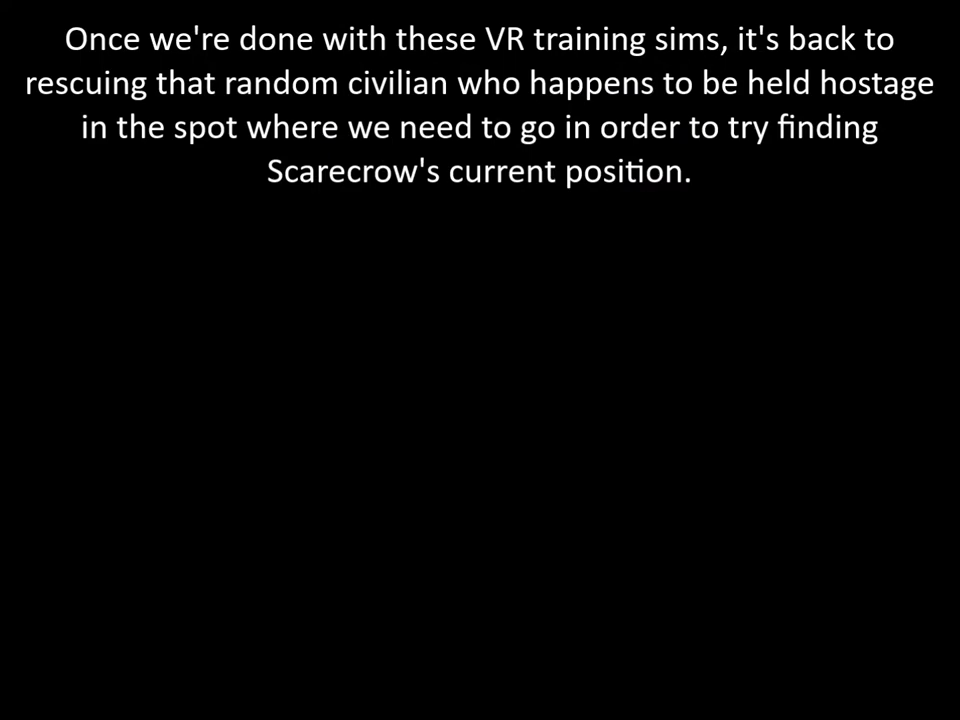 Once we're done with these VR training sims, it's back to
rescuing that random civilian who happens to be held hostage
in the spot where we need to go in order to try finding
Scarecrow's current position.